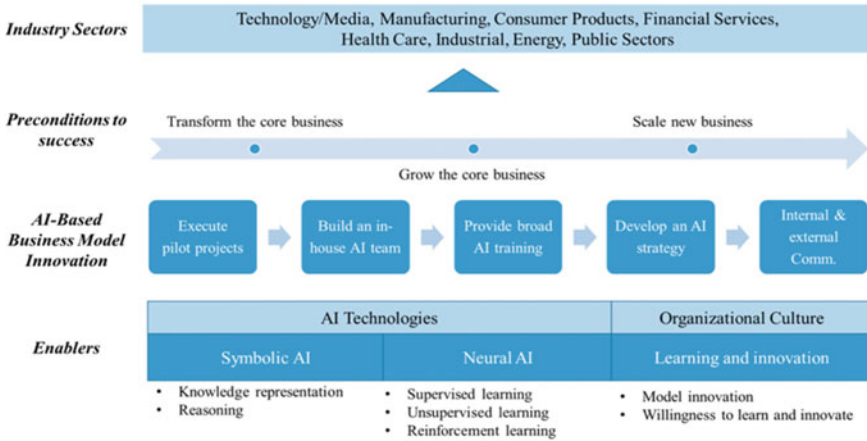 Industry Sectors
Technology/Media, Manufacturing, Consumer Products, Financial Services,
Health Care, Industrial, Energy, Public Sectors
Preconditions to
success
Transform the core business
Scale new business
Grow the core business
AI-Based
Business Model
Innovation
Execute
pilot projects
Build an in-
house AI team
Provide broad
AI training
Develop an AI
strategy
Internal &
external
Comm.
Enablers
AI Technologies
Organizational Culture
Symbolic AI
Neural AI
Learning and innovation
• Knowledge representation
• Reasoning
• Supervised learning
• Unsupervised learning
• Reinforcement learning
• Model innovation
• Willingness to learn and innovate